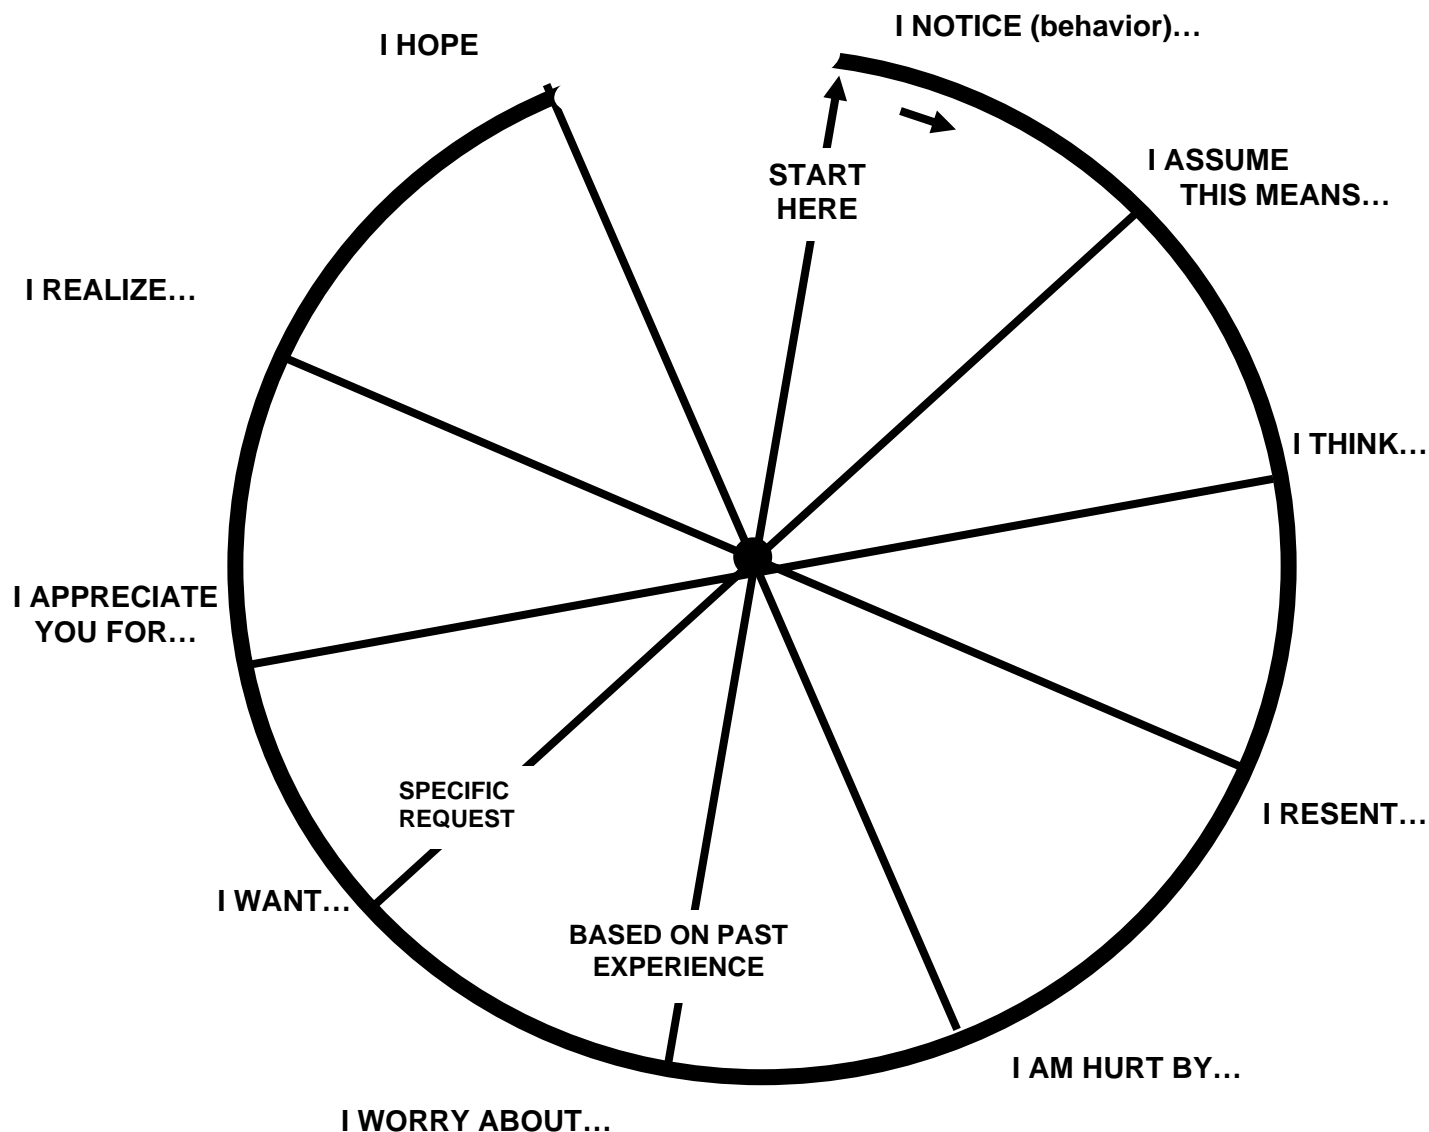 I NOTICE (behavior)…
START
HERE
I ASSUME
THIS MEANS…
I THINK…
I RESENT…
I AM HURT BY…
I WORRY ABOUT…
BASED ON PAST
EXPERIENCE
I WANT…
SPECIFIC
REQUEST
I APPRECIATE
YOU FOR…
I REALIZE…
I HOPE